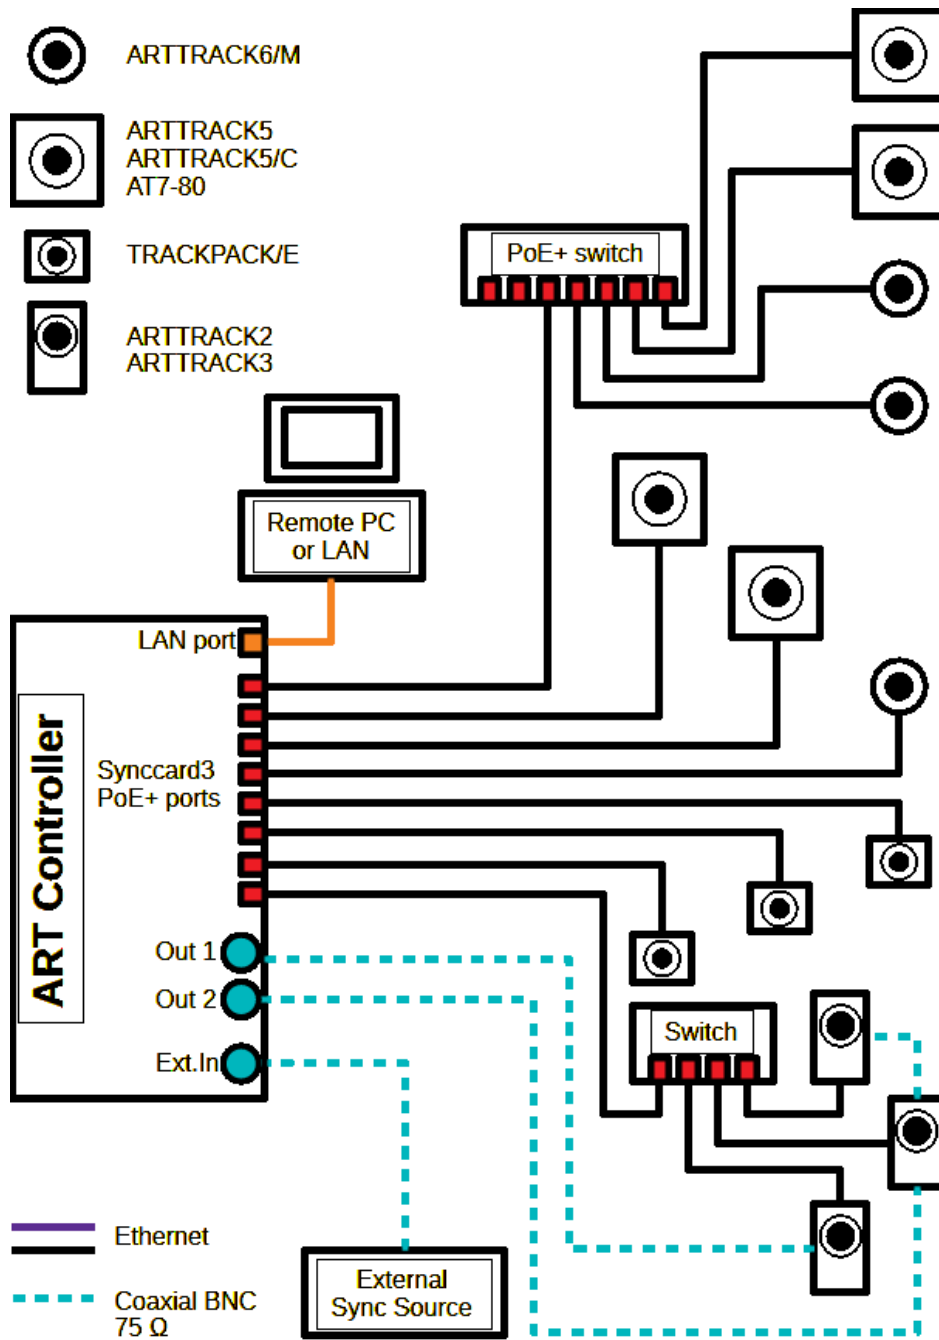 ARTTRACK6/M
ARTTRACK5
ARTTRACK5/C
AT7-80
TRACKPACK/E
ARTTRACK2
ARTTRACK3
PoE+ switch
Remote PC
or LAN
LAN port
ART Controller
Synccard3
PoE+ ports
Out 1
Out 2
Ext.In
Switch
Ethernet
Coaxial BNC
75 Ω
External
Sync Source